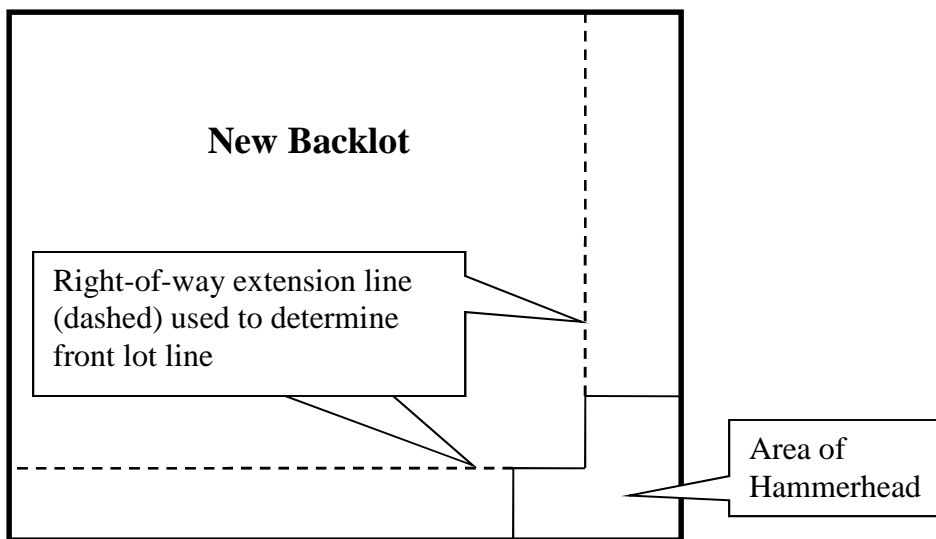 New Backlot
Right-of-way extension line
(dashed) used to determine
front lot line
Area of
Hammerhead